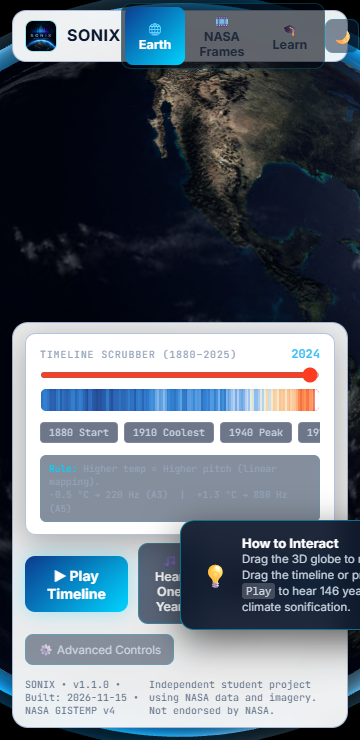 SONIX
SONIX
Earth
NASA
Frames
Learn
TIMELINE SCRUBBER (1880–2025)
2024
1880 Start
1910 Coolest
1940 Peak
19
Note: Higher temp = Higher pitch (linear
mapping).
-0.5 °C → 220 Hz (A3) | +1.3 °C → 880 Hz
(A5)
▶ Play
Timeline
Hear
One
Year
How to Interact
Drag the 3D globe to
Drag the timeline or
Play to hear 146 yea
climate sonification.
Advanced Controls
SONIX • v1.1.0 •
Built: 2026-11-15 •
NASA GISTEMP v4
Independent student project
using NASA data and imagery.
Not endorsed by NASA.